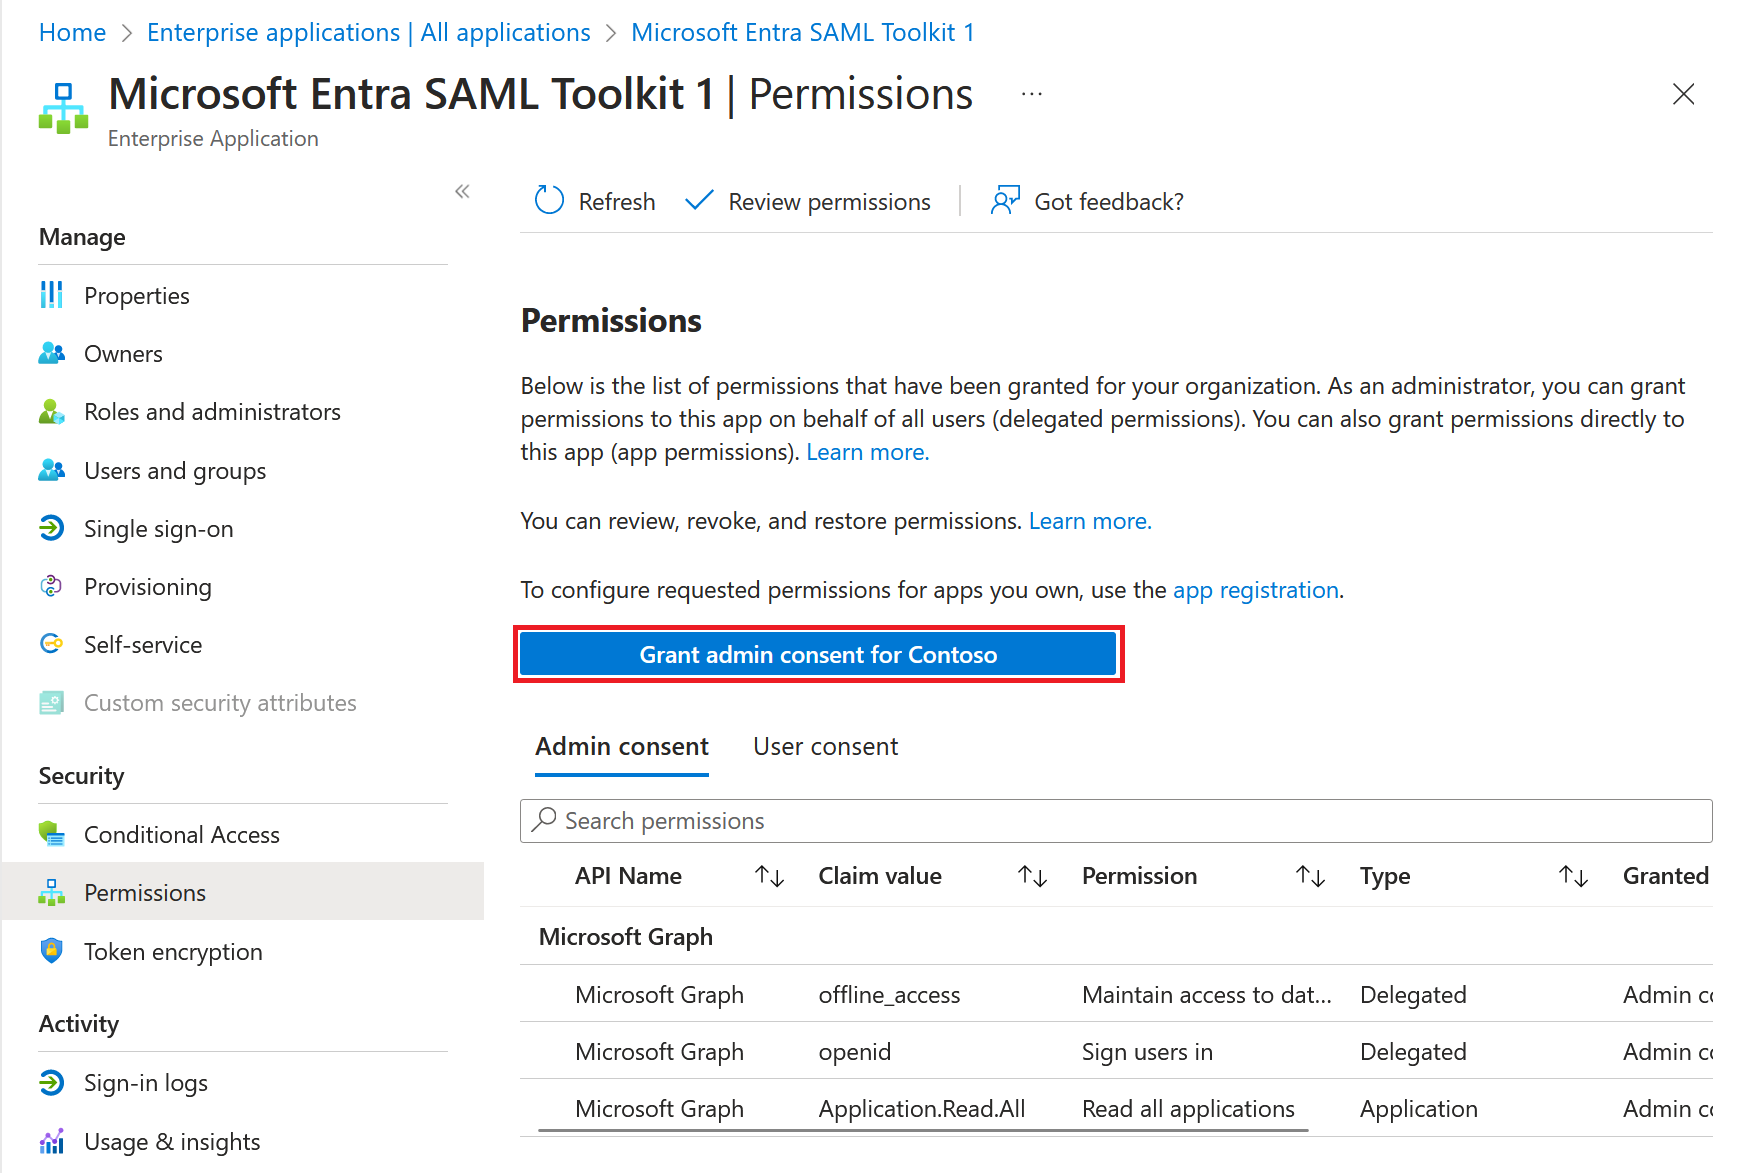 Home > Enterprise applications | All applications > Microsoft Entra SAML Toolkit 1
Microsoft Entra SAML Toolkit 1 | Permissions ...
Enterprise Application
Manage
Properties
Owners
Roles and administrators
Users and groups
Single sign-on
Provisioning
Self-service
Custom security attributes
Security
Conditional Access
Permissions
Token encryption
Activity
Sign-in logs
Usage & insights
Refresh Review permissions | Got feedback?
Permissions
Below is the list of permissions that have been granted for your organization. As an administrator, you can grant
permissions to this app on behalf of all users (delegated permissions). You can also grant permissions directly to
this app (app permissions). Learn more.
You can review, revoke, and restore permissions. Learn more.
To configure requested permissions for apps you own, use the app registration.
Grant admin consent for Contoso
Admin consent User consent
Search permissions
API Name Claim value Permission Type Granted
Microsoft Graph
Microsoft Graph offline_access Maintain access to dat... Delegated Admin
Microsoft Graph openid Sign users in Delegated Admin
Microsoft Graph Application.Read.All Read all applications Application Admin